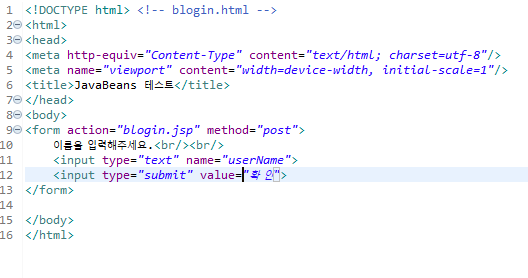 1 <!DOCTYPE html> <!-- blogin.html -->
2 <html>
3 <head>
4 <meta http-equiv="Content-Type" content="text/html; charset=utf-8"/>
5 <meta name="viewport" content="width=device-width, initial-scale=1"/>
6 <title>JavaBeans 테스트</title>
7 </head>
8 <body>
9 <form action="blogin.jsp" method="post">
10 이름을 입력해주세요.<br/><br/>
11 <input type="text" name="userName">
12 <input type="submit" value="확 인">
13 </form>
14
15 </body>
16 </html>